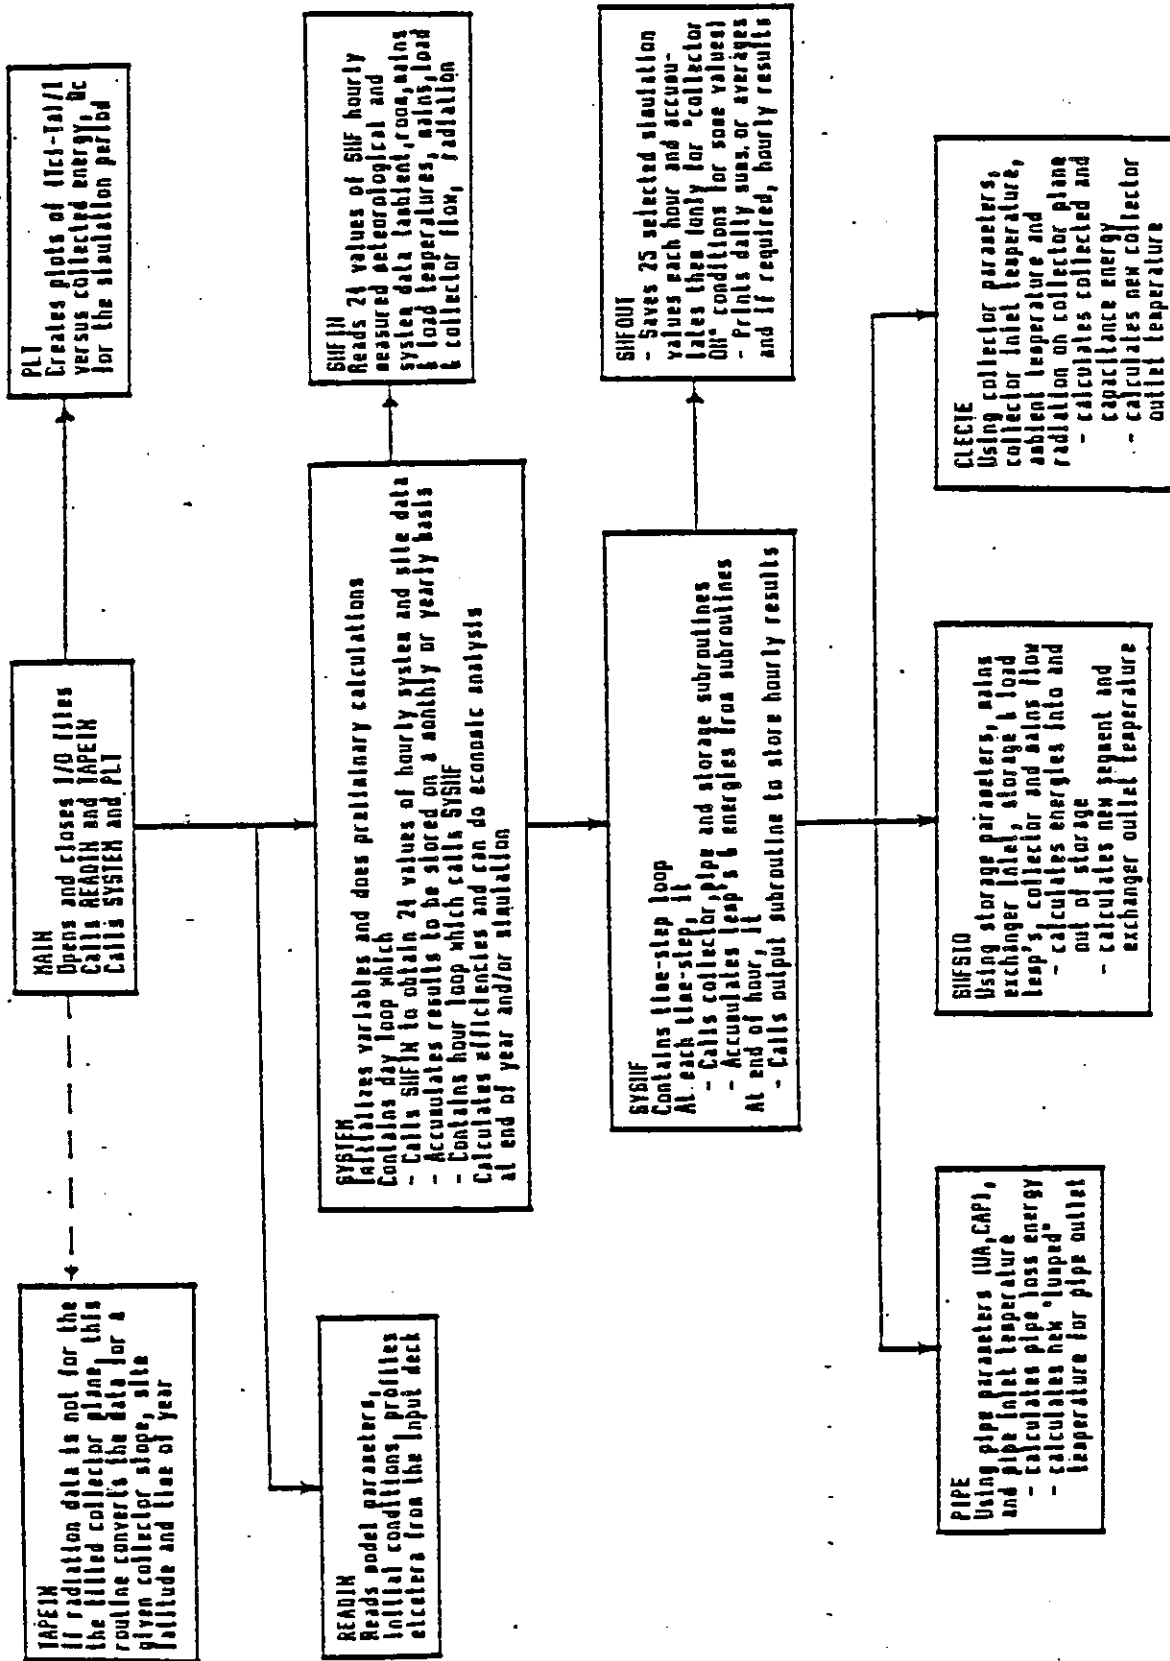 TAPEIN
If radiation data is not for the
the tilted collector plane, this
routine converts the data for a
given collector slope, site
latitude and time of year
MAIN
Opens and closes I/O files
Calls READIN and TAPEIN
Calls SYSTEM and PLT
PLT
Creates plots of (Tci-Ta)/I
versus collected energy, Qc
for the simulation period
READIN
Reads model parameters,
initial conditions, profiles
etcetera from the input deck
SYSTEM
Initializes variables and does preliminary calculations
Contains day loop which
- Calls SHFIN to obtain 24 values of hourly system and site data
- Accumulates results to be stored on a monthly or yearly basis
- Contains hour loop which calls SYSHF
Calculates efficiencies and can do economic analysis
at end of year and/or simulation
SHFIN
Reads 24 values of SHF hourly
measured meteorological and
system data (ambient, room, mains
& load temperatures, mains, load
& collector flow, radiation
SYSHF
Contains time-step loop
At each time-step, it
- Calls collector, pipe and storage subroutines
- Accumulates temp's & energies from subroutines
At end of hour, it
- Calls output subroutine to store hourly results
SHFOUT
- Saves 25 selected simulation
values each hour and accumu-
lates them (only for "collector
ON" conditions for some values)
- Prints daily sums, or averages
and if required, hourly results
PIPE
Using pipe parameters (UA, CAP),
and pipe inlet temperature
- calculates pipe loss energy
- calculates new "lumped"
temperature for pipe outlet
SHFSTO
Using storage parameters, mains
exchanger inlet, storage & load
temp's, collector and mains flow
- calculates energies into and
out of storage
- calculates new segment and
exchanger outlet temperature
CLECTE
Using collector parameters,
collector inlet temperature,
ambient temperature and
radiation on collector plane
- calculates collected and
capacitance energy
- calculates new collector
outlet temperature